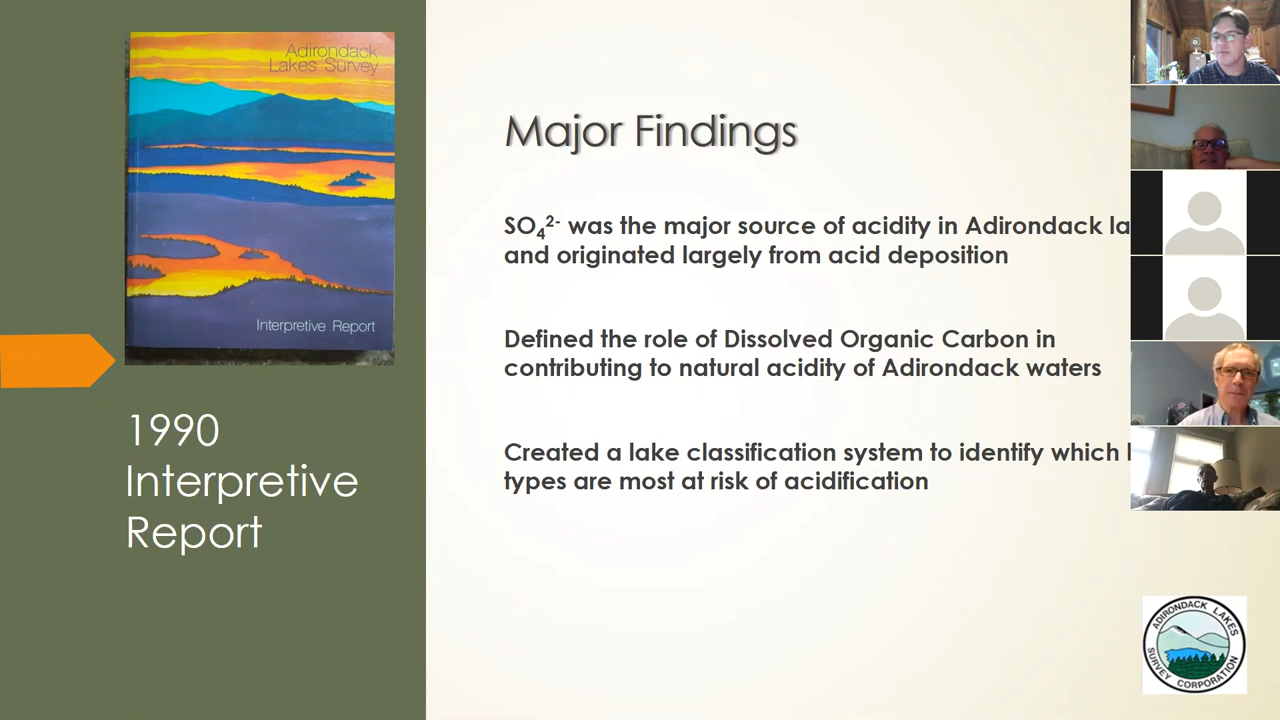 Adirondack
Lakes Survey
Interpretive Report
1990
Interpretive
Report
Major Findings
SO₄²⁻ was the major source of acidity in Adirondack la
and originated largely from acid deposition
Defined the role of Dissolved Organic Carbon in
contributing to natural acidity of Adirondack waters
Created a lake classification system to identify which
types are most at risk of acidification
ADIRONDACK LAKES
SURVEY CORPORATION